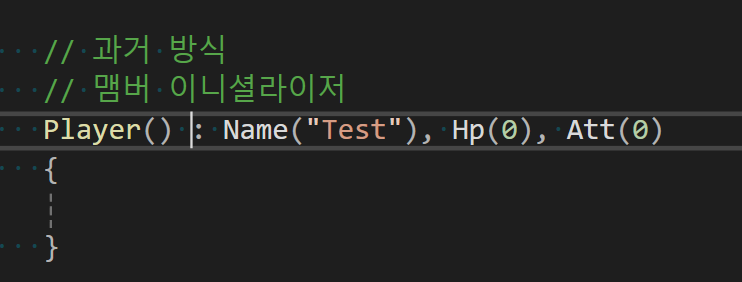 // 과거 방식
// 맴버 이니셜라이저
Player() : Name("Test"), Hp(0), Att(0)
{
}